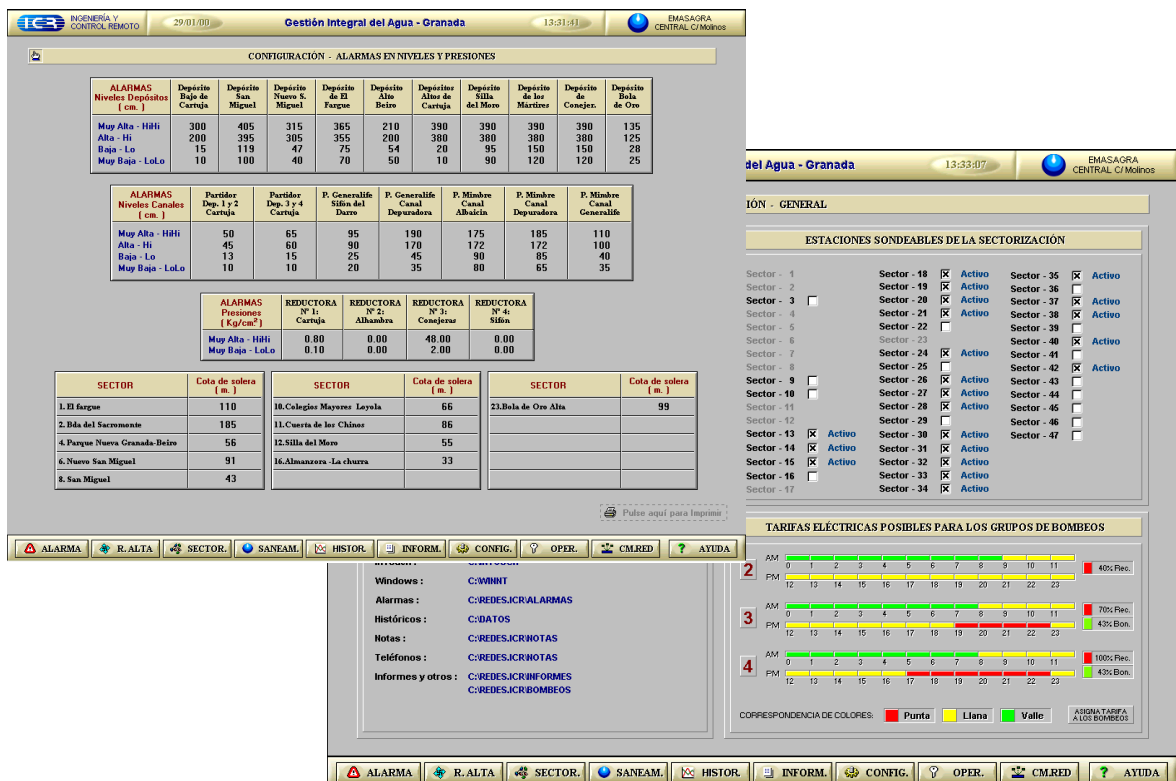 ICR INGENIERÍA Y CONTROL REMOTO 29/01/00 Gestión Integral del Agua - Granada 13:31:41 EMASAGRA CENTRAL C/ Molinos
CONFIGURACIÓN - ALARMAS EN NIVELES Y PRESIONES
ALARMAS Niveles Depósitos ( cm. ) Depósito Bajo de Cartuja Depósito San Miguel Depósito Nuevo S. Miguel Depósito de El Fargue Depósito Alto Beiro Depósitos Altos de Cartuja Depósito Silla del Moro Depósito de los Mártires Depósito de Conejer. Depósito Bola de Oro
Muy Alta - HiHi 300 405 315 365 210 390 390 390 390 135
Alta - Hi 200 395 305 355 200 380 380 380 380 125
Baja - Lo 15 119 47 75 54 20 95 150 150 28
Muy Baja - LoLo 10 100 40 70 50 10 90 120 120 25
ALARMAS Niveles Canales ( cm. ) Partidor Dep. 1 y 2 Cartuja Partidor Dep. 3 y 4 Cartuja P. Generalife Sifón del Darro P. Generalife Canal Depuradora P. Mimbre Canal Albaicin P. Mimbre Canal Depuradora P. Mimbre Canal Generalife
Muy Alta - HiHi 50 65 95 190 175 185 110
Alta - Hi 45 60 90 170 172 172 100
Baja - Lo 13 15 25 45 90 85 40
Muy Baja - LoLo 10 10 20 35 80 65 35
ALARMAS Presiones ( Kg/cm² ) REDUCTORA Nº 1: Cartuja REDUCTORA Nº 2: Alhambra REDUCTORA Nº 3: Conejeras REDUCTORA Nº 4: Sifón
Muy Alta - HiHi 0.80 0.00 48.00 0.00
Muy Baja - LoLo 0.10 0.00 2.00 0.00
SECTOR Cota de solera ( m. ) SECTOR Cota de solera ( m. ) SECTOR Cota de solera ( m. )
1. El fargue 110 10.Colegios Mayores Loyola 66 23.Bola de Oro Alta 99
2. Bda del Sacromonte 185 11.Cuesta de los Chinos 86
4. Parque Nueva Granada-Beiro 56 12.Silla del Moro 55
6. Nuevo San Miguel 91 16.Almanzora -La churra 33
8. San Miguel 43
Pulse aquí para Imprimir
ALARMA R. ALTA SECTOR. SANEAM. HISTOR. INFORM. CONFIG. OPER. CM.RED AYUDA
del Agua - Granada 13:33:07 EMASAGRA CENTRAL C/ Molinos
IÓN - GENERAL
ESTACIONES SONDEABLES DE LA SECTORIZACIÓN
Sector - 1
Sector - 2
Sector - 3
Sector - 4
Sector - 5
Sector - 6
Sector - 7
Sector - 8
Sector - 9
Sector - 10
Sector - 11
Sector - 12
Sector - 13 Activo
Sector - 14 Activo
Sector - 15 Activo
Sector - 16
Sector - 17
Sector - 18 Activo
Sector - 19 Activo
Sector - 20 Activo
Sector - 21 Activo
Sector - 22
Sector - 23
Sector - 24 Activo
Sector - 25
Sector - 26 Activo
Sector - 27 Activo
Sector - 28 Activo
Sector - 29
Sector - 30 Activo
Sector - 31 Activo
Sector - 32 Activo
Sector - 33 Activo
Sector - 34 Activo
Sector - 35 Activo
Sector - 36
Sector - 37 Activo
Sector - 38 Activo
Sector - 39
Sector - 40 Activo
Sector - 41
Sector - 42 Activo
Sector - 43
Sector - 44
Sector - 45
Sector - 46
Sector - 47
Windows : C:\WINNT
Alarmas : C:\REDES.ICR\ALARMAS
Históricos : C:\DATOS
Notas : C:\REDES.ICR\NOTAS
Teléfonos : C:\REDES.ICR\NOTAS
Informes y otros : C:\REDES.ICR\INFORMES
C:\REDES.ICR\BOMBEOS
TARIFAS ELÉCTRICAS POSIBLES PARA LOS GRUPOS DE BOMBEOS
2 AM 0 1 2 3 4 5 6 7 8 9 10 11 40% Rec.
PM 12 13 14 15 16 17 18 19 20 21 22 23
3 AM 0 1 2 3 4 5 6 7 8 9 10 11 70% Rec.
PM 12 13 14 15 16 17 18 19 20 21 22 23 43% Bon.
4 AM 0 1 2 3 4 5 6 7 8 9 10 11 100% Rec.
PM 12 13 14 15 16 17 18 19 20 21 22 23 43% Bon.
CORRESPONDENCIA DE COLORES: Punta Llana Valle ASIGNA TARIFA A LOS BOMBEOS
ALARMA R. ALTA SECTOR. SANEAM. HISTOR. INFORM. CONFIG. OPER. CM.RED AYUDA